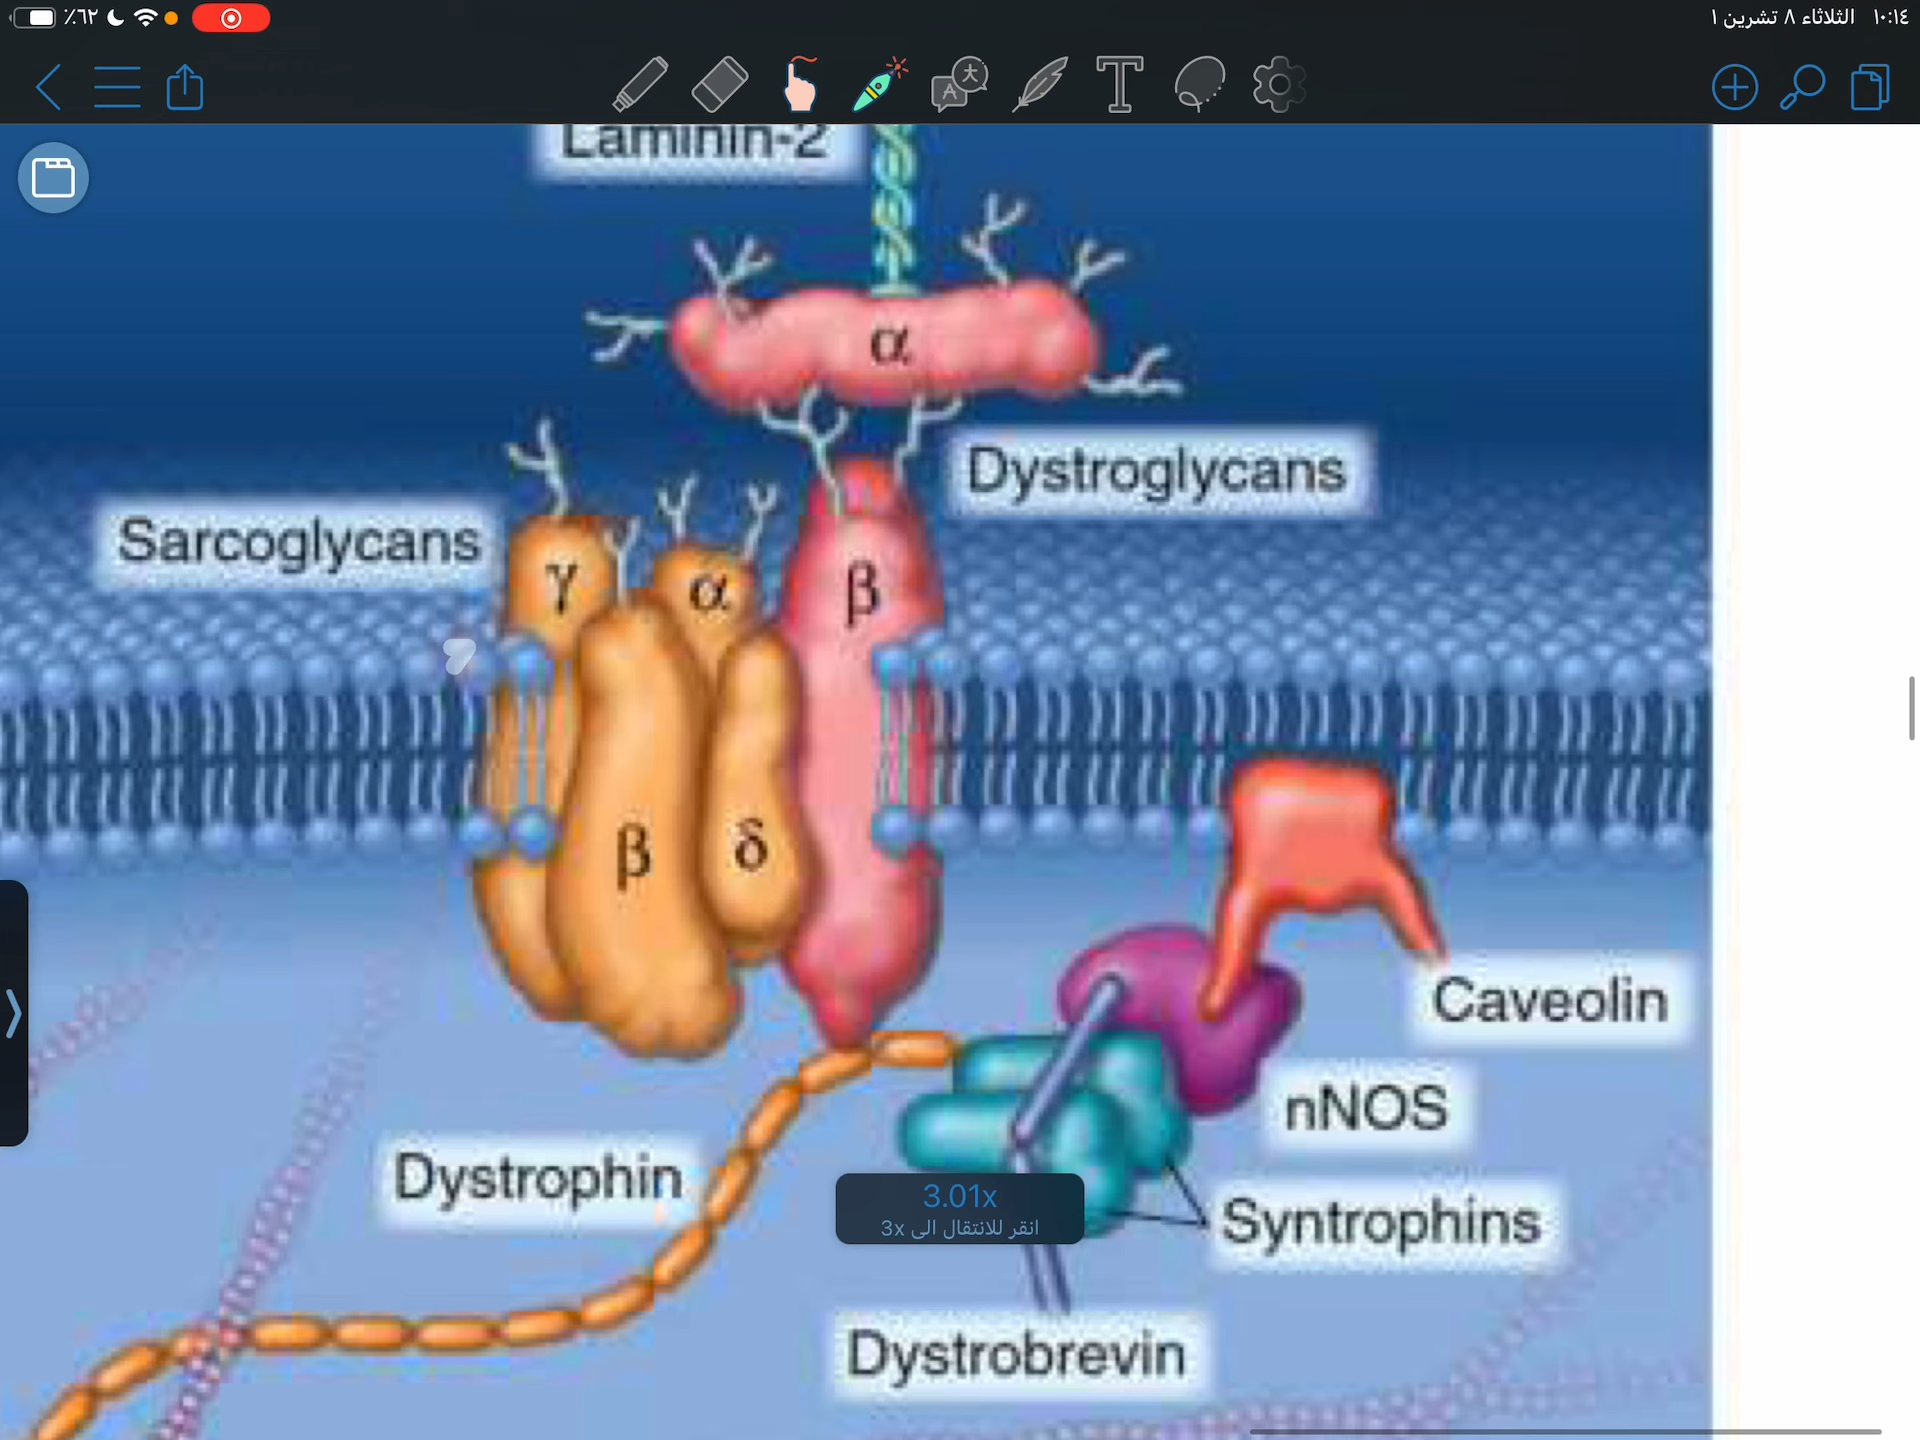 ١٠:١٤ الثلاثاء ٨ تشرين ١
٪٦٢
Laminin-2
α
Dystroglycans
Sarcoglycans
γ
α
β
β
δ
Caveolin
nNOS
Dystrophin
Syntrophins
3.01x
انقر للانتقال الى 3x
Dystrobrevin